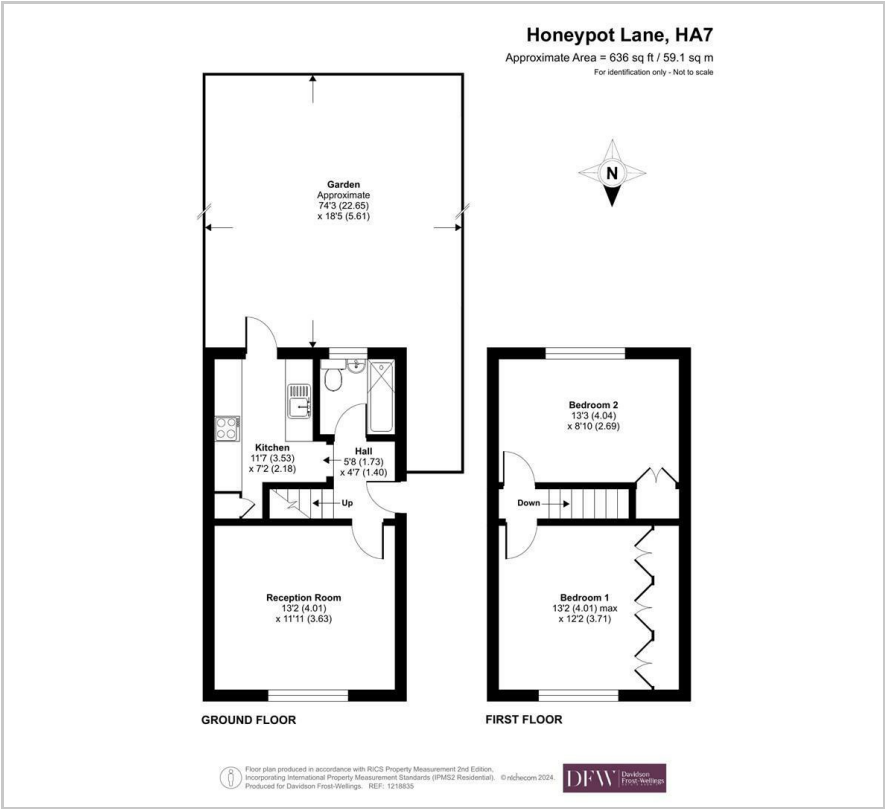 Honeypot Lane, HA7
Approximate Area = 636 sq ft / 59.1 sq m
For identification only - Not to scale
N
Garden
Approximate
74'3 (22.65)
x 18'5 (5.61)
Kitchen
11'7 (3.53)
x 7'2 (2.18)
Hall
5'8 (1.73)
x 4'7 (1.40)
Up
Reception Room
13'2 (4.01)
x 11'11 (3.63)
GROUND FLOOR
Bedroom 2
13'3 (4.04)
x 8'10 (2.69)
Down
Bedroom 1
13'2 (4.01) max
x 12'2 (3.71)
FIRST FLOOR
Floor plan produced in accordance with RICS Property Measurement 2nd Edition,
Incorporating International Property Measurement Standards (IPMS2 Residential). © nichecom 2024.
Produced for Davidson Frost-Wellings. REF: 1218835
DFW
Davidson
Frost-Wellings